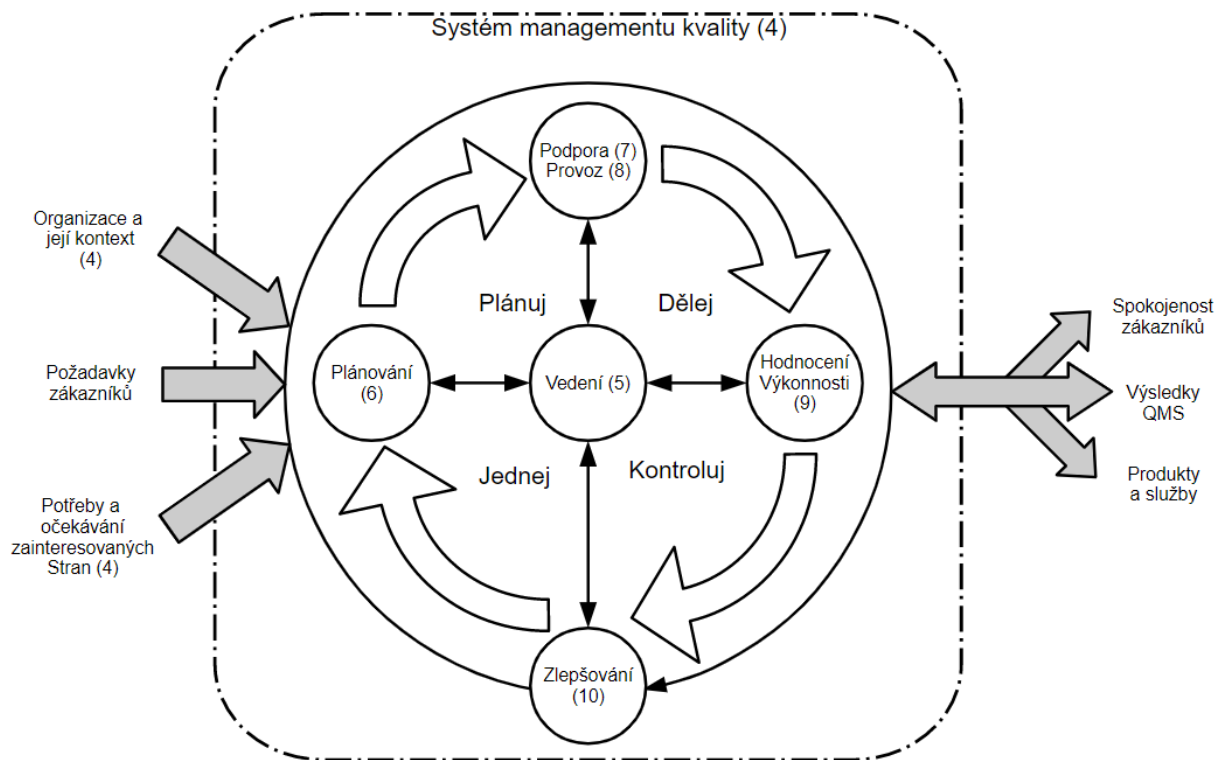 Systém managementu kvality (4)
Podpora (7)
Provoz (8)
Organizace a
její kontext
(4)
Plánuj
Dělej
Spokojenost
zákazníků
Požadavky
zákazníků
Plánování
(6)
Vedení (5)
Hodnocení
Výkonnosti
(9)
Výsledky
QMS
Jednej
Kontroluj
Produkty
a služby
Potřeby a
očekávání
zainteresovaných
Stran (4)
Zlepšování
(10)